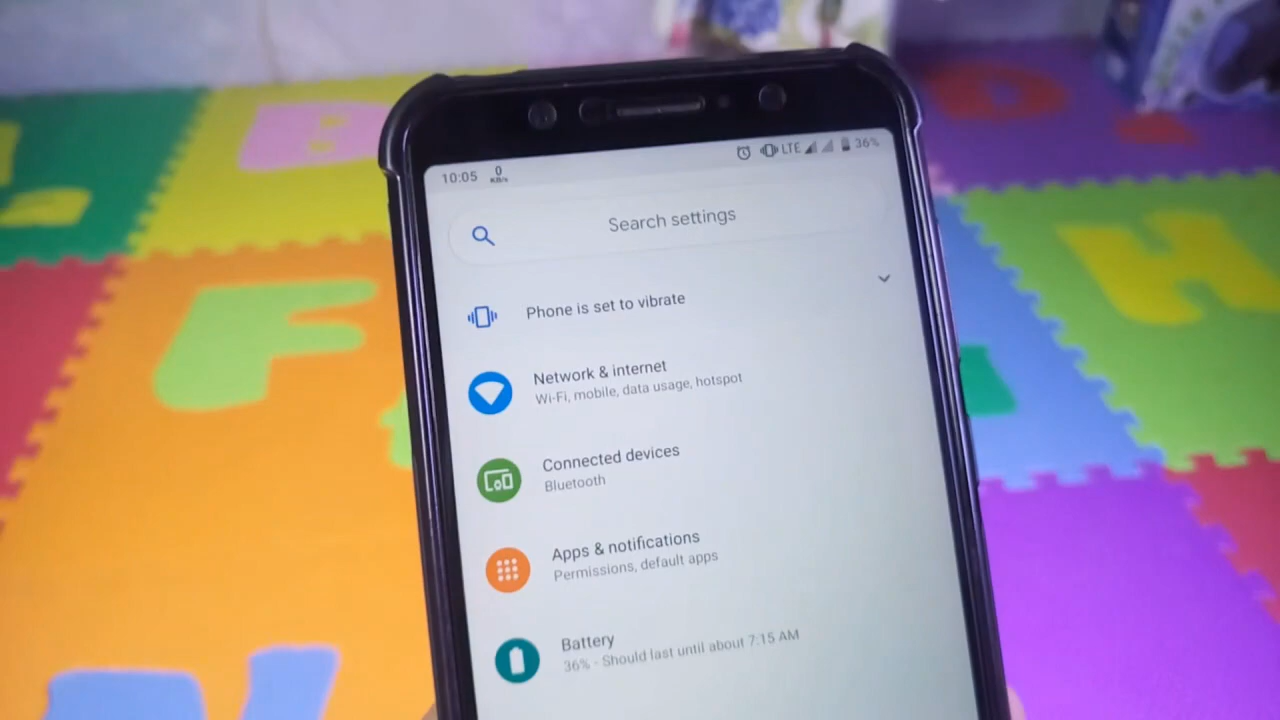 B
O
F
H
10:05 0 KB/s LTE 36%
Search settings
Phone is set to vibrate
Network & internet
Wi-Fi, mobile, data usage, hotspot
Connected devices
Bluetooth
Apps & notifications
Permissions, default apps
Battery
36% - Should last until about 7:15 AM